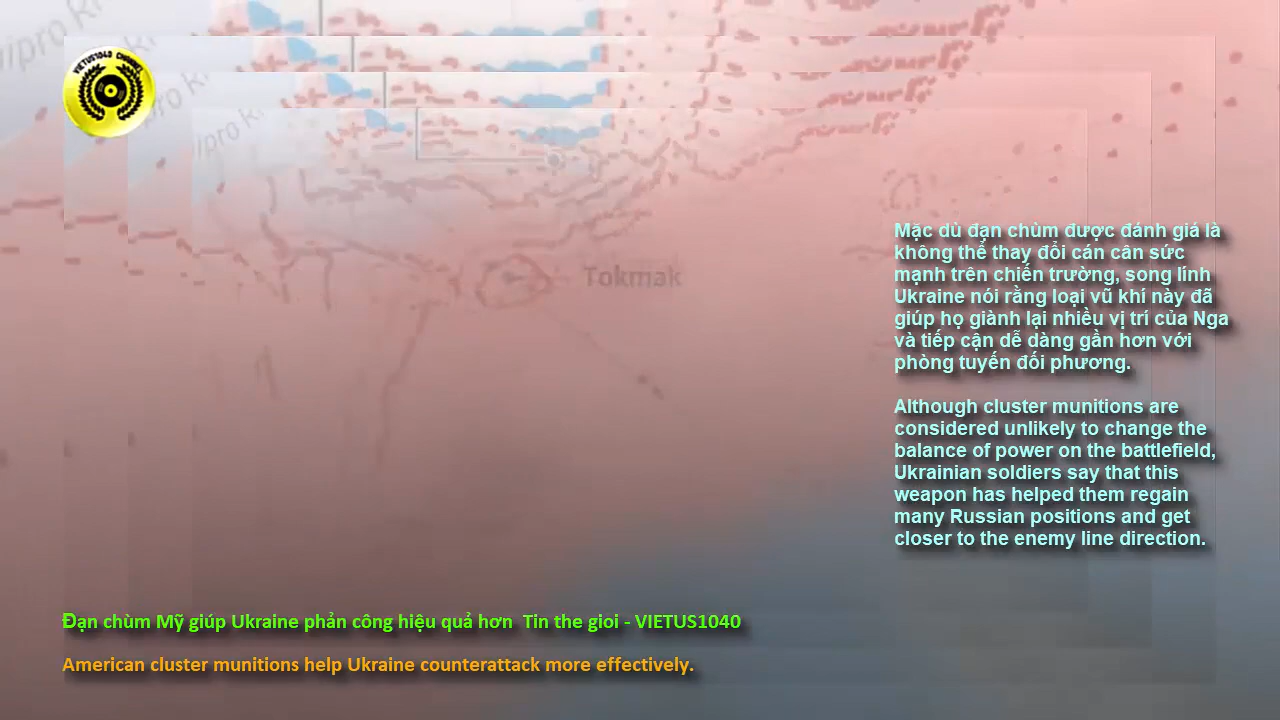 VIETUS1040 CHANNEL
Tokmak
Mặc dù đạn chùm được đánh giá là
không thể thay đổi cán cân sức
mạnh trên chiến trường, song lính
Ukraine nói rằng loại vũ khí này đã
giúp họ giành lại nhiều vị trí của Nga
và tiếp cận dễ dàng gần hơn với
phòng tuyến đối phương.
Although cluster munitions are
considered unlikely to change the
balance of power on the battlefield,
Ukrainian soldiers say that this
weapon has helped them regain
many Russian positions and get
closer to the enemy line direction.
Đạn chùm Mỹ giúp Ukraine phản công hiệu quả hơn  Tin the gioi - VIETUS1040
American cluster munitions help Ukraine counterattack more effectively.